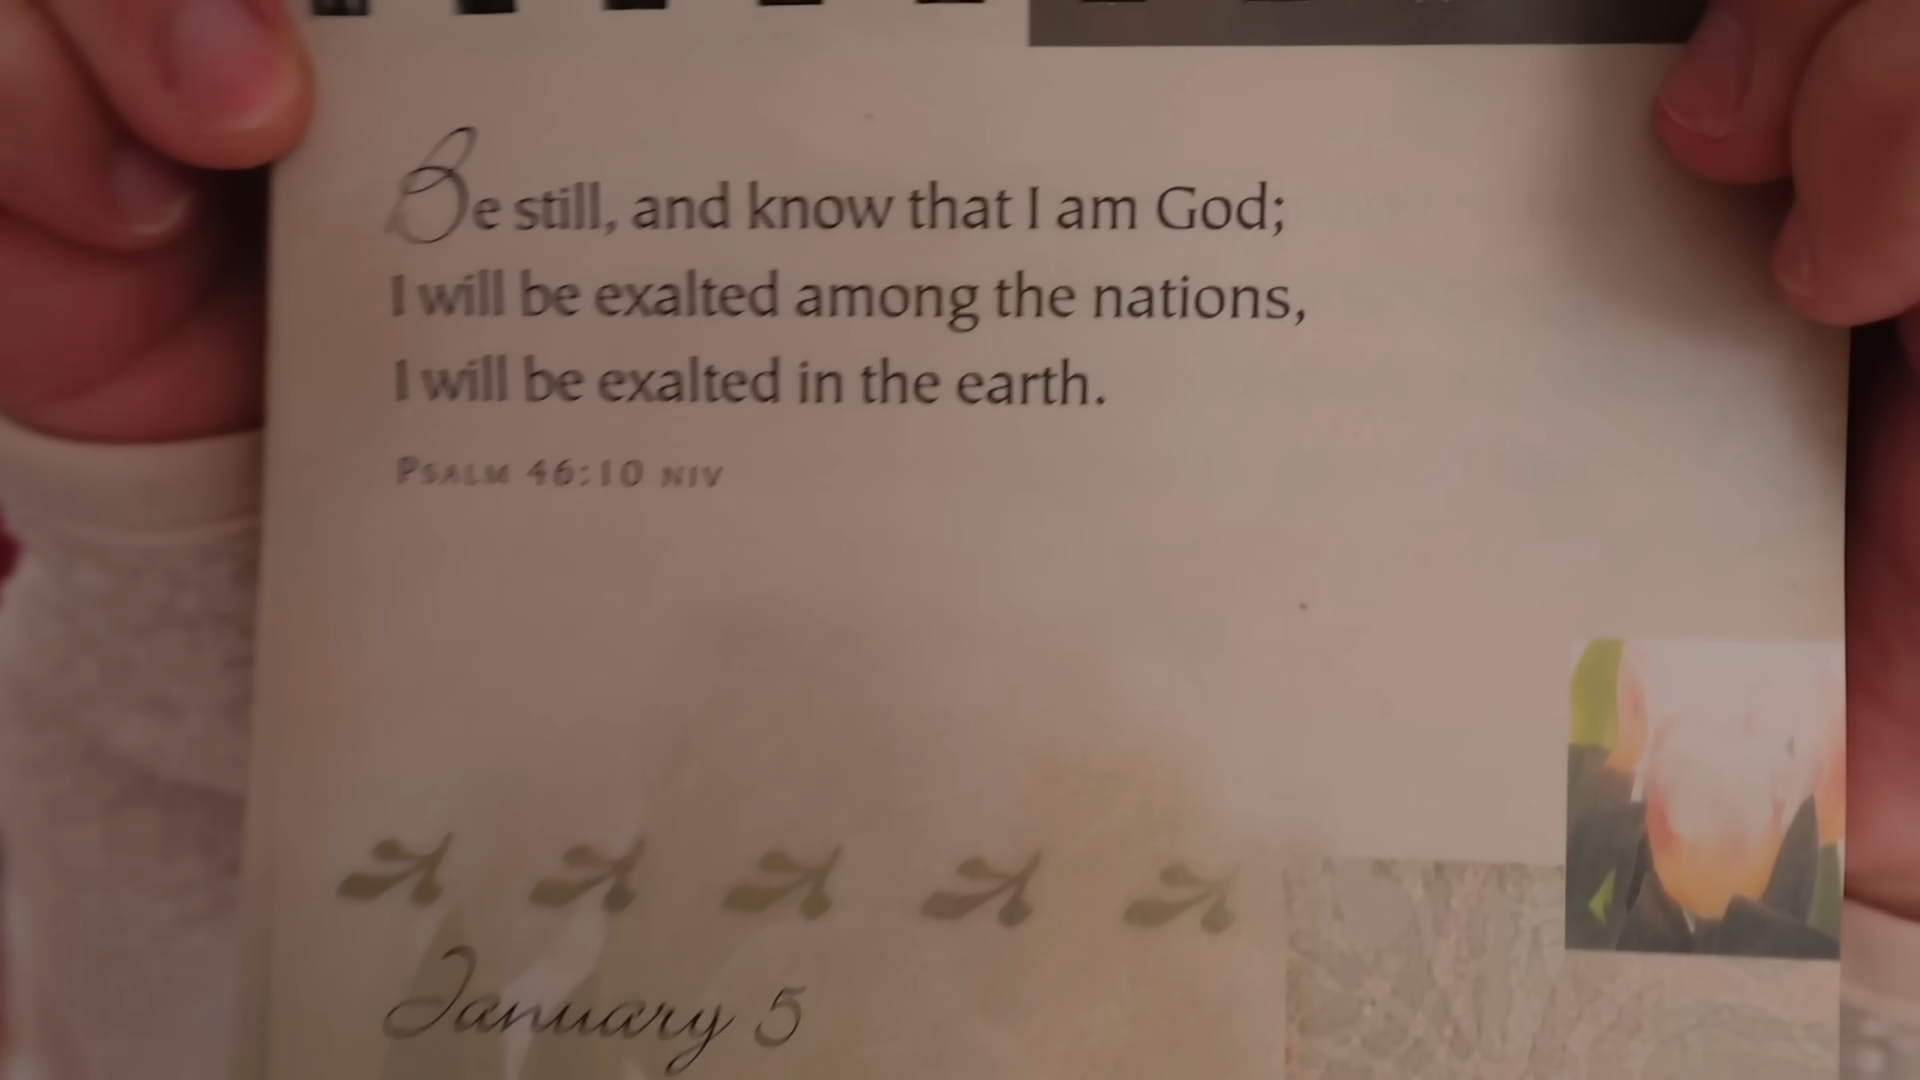 Be still, and know that I am God;
I will be exalted among the nations,
I will be exalted in the earth.
PSALM 46:10 NIV
January 5